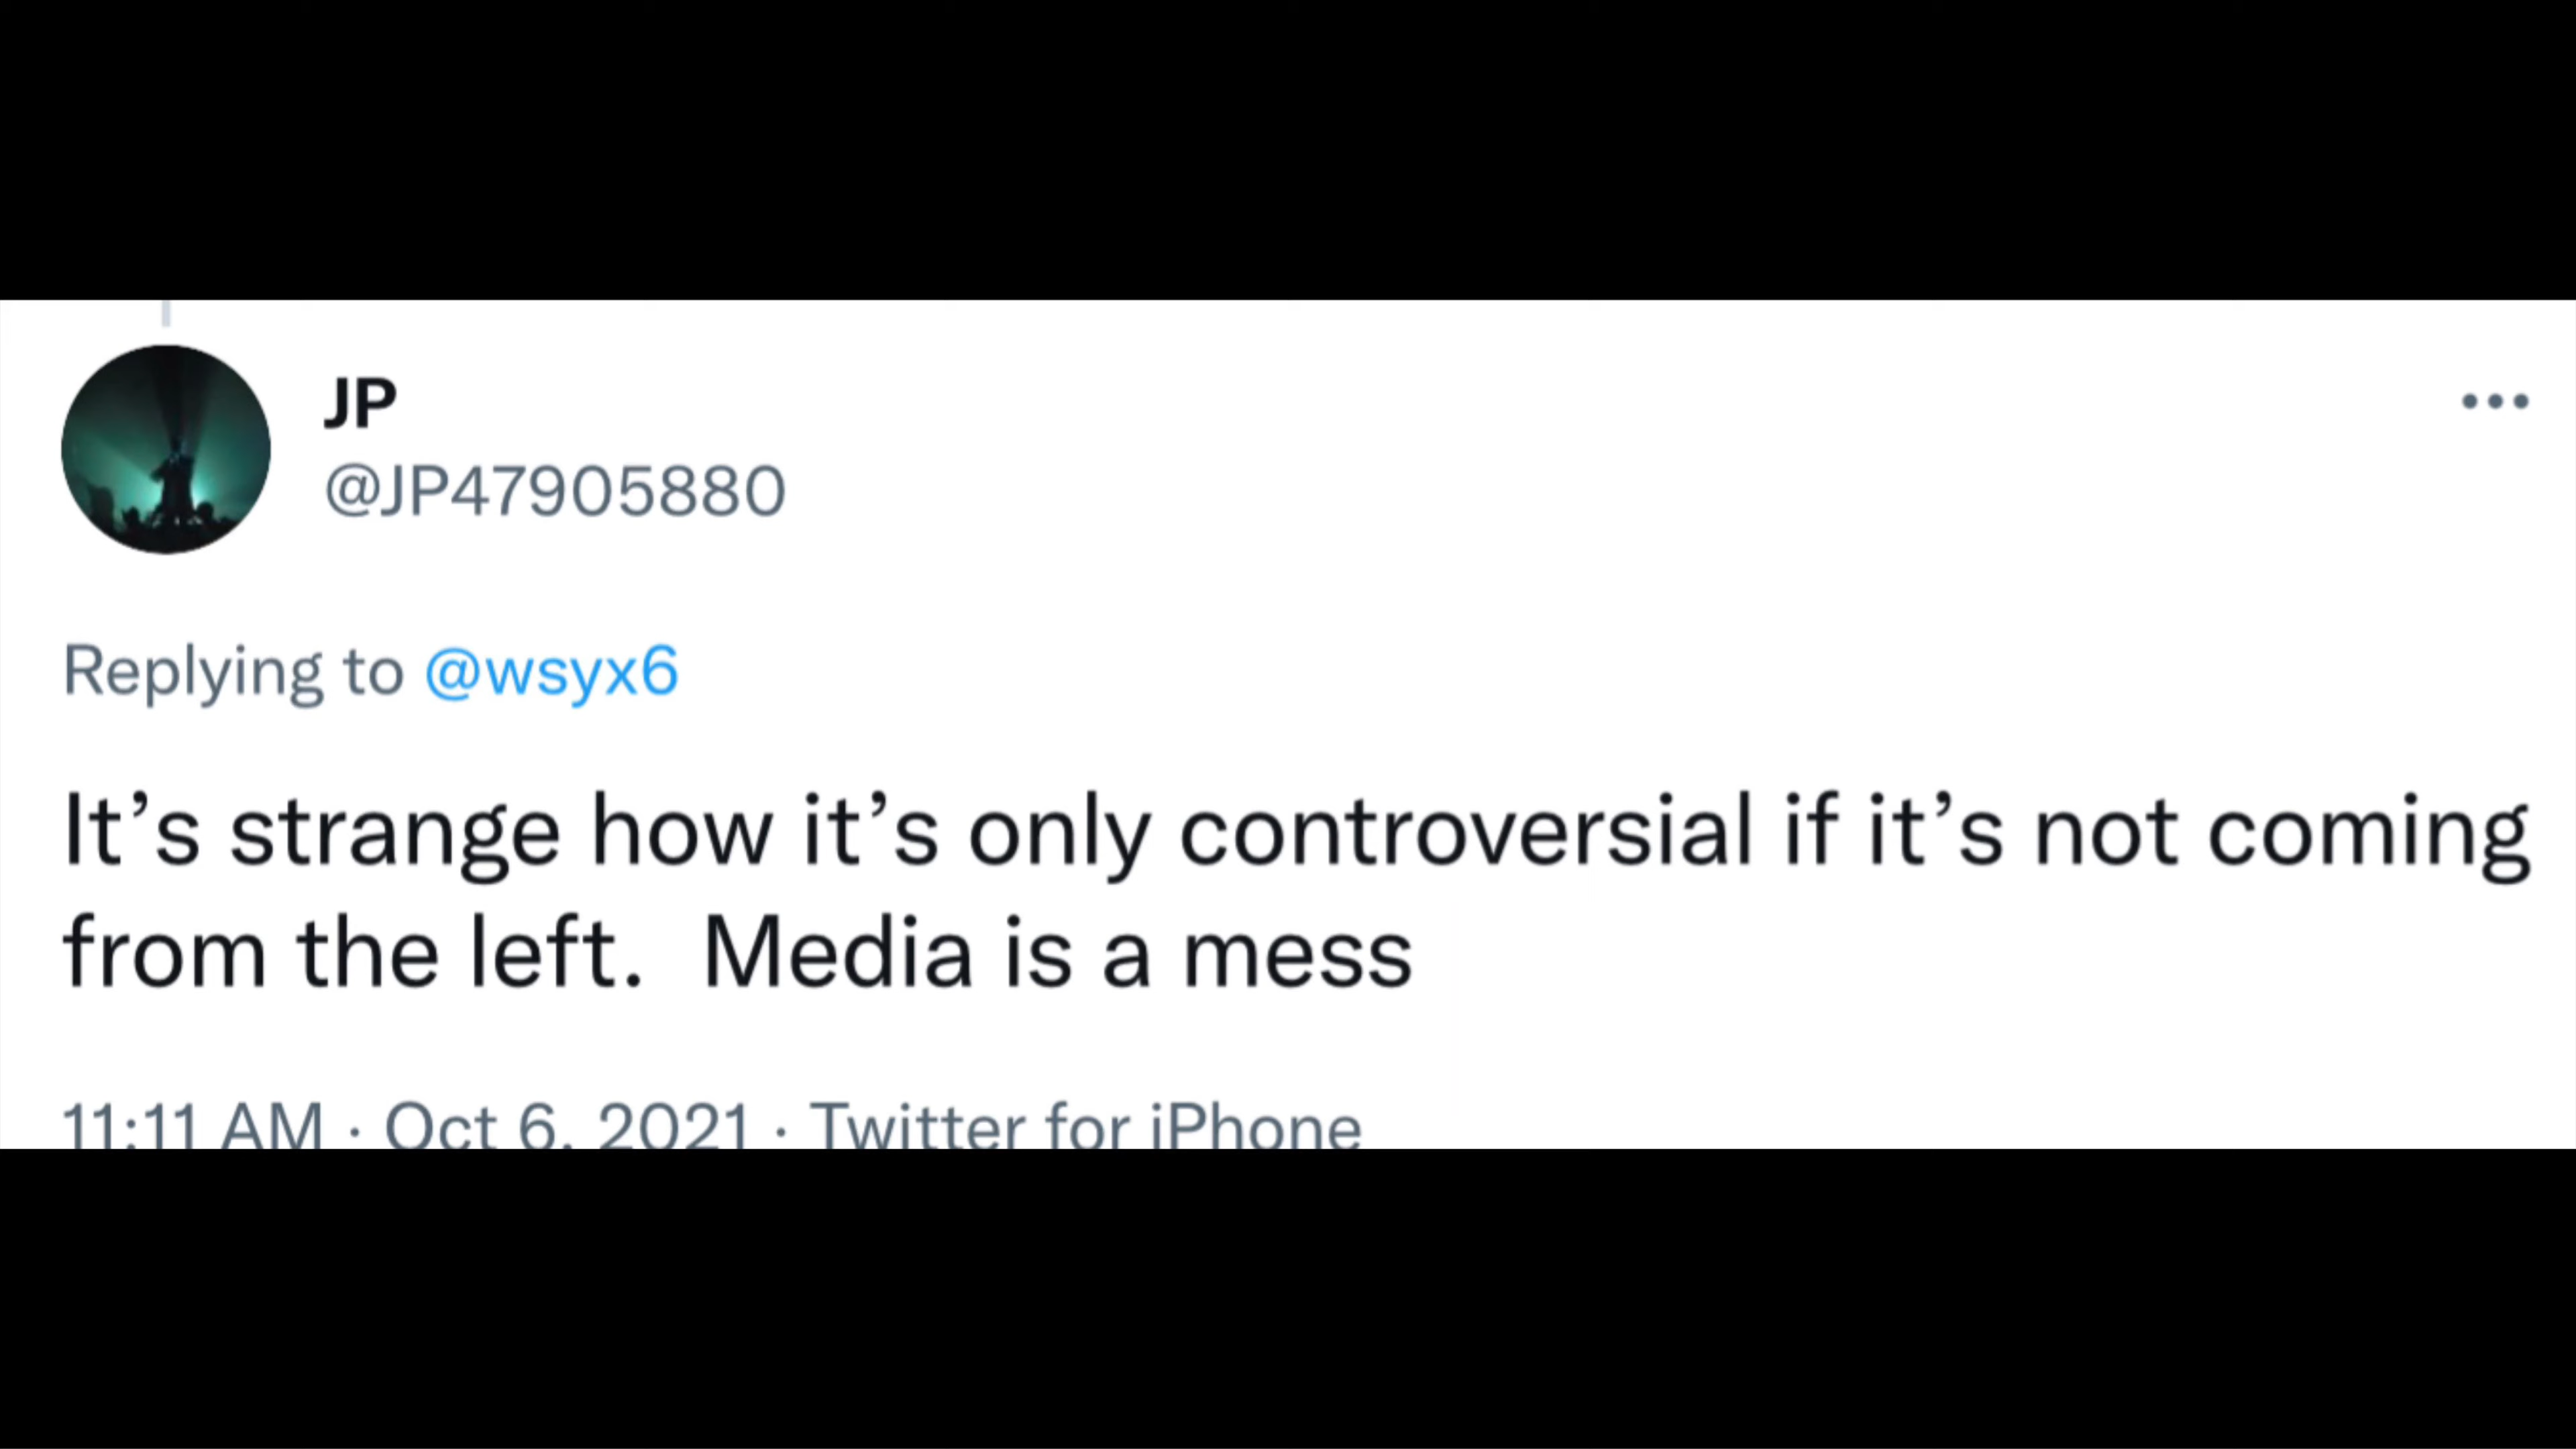 JP
@JP47905880
Replying to @wsyx6
It’s strange how it’s only controversial if it’s not coming
from the left.  Media is a mess
11:11 AM · Oct 6, 2021 · Twitter for iPhone